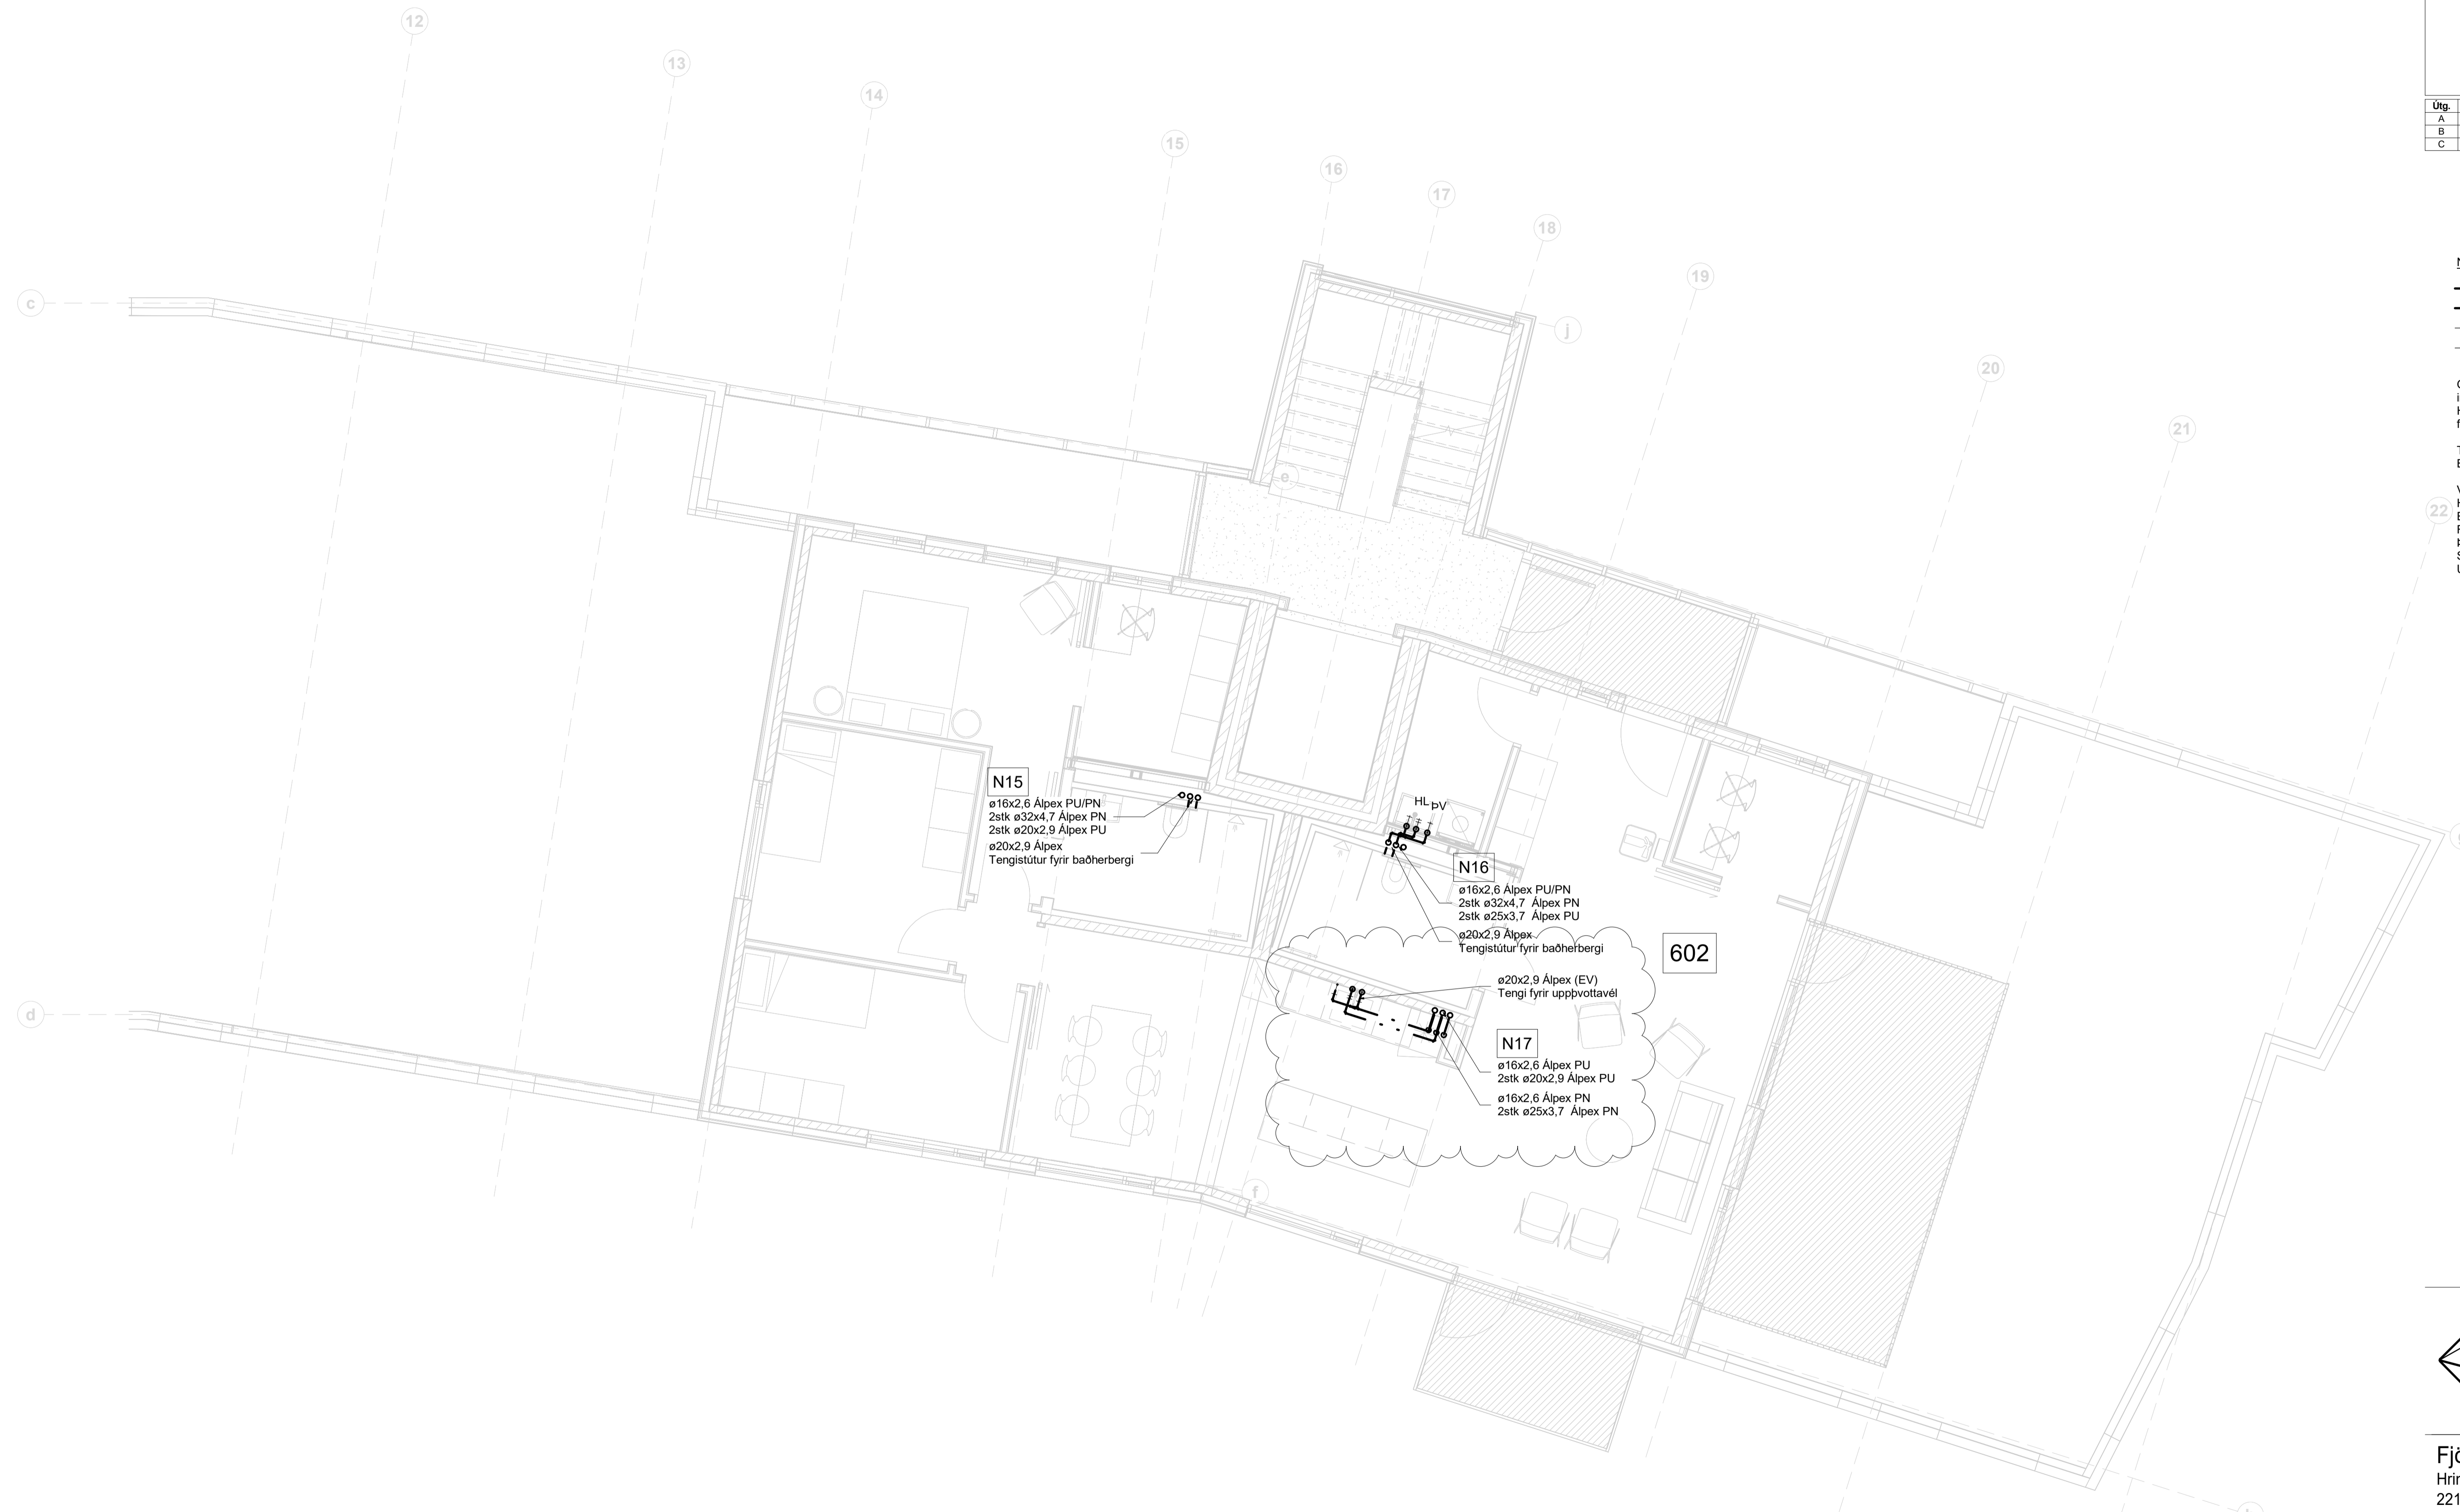 12
13
14
15
16
17
18
19
20
21
22
c
d
e
f
j
Útg.
A
B
C
N15
ø16x2,6 Álpex PU/PN
2stk ø32x4,7 Álpex PN
2stk ø20x2,9 Álpex PU
ø20x2,9 Álpex
Tengistútur fyrir baðherbergi
HL ÞV
N16
ø16x2,6 Álpex PU/PN
2stk ø32x4,7 Álpex PN
2stk ø25x3,7 Álpex PU
ø20x2,9 Álpex
Tengistútur fyrir baðherbergi
602
ø20x2,9 Álpex (EV)
Tengi fyrir uppþvottavél
N17
ø16x2,6 Álpex PU
2stk ø20x2,9 Álpex PU
ø16x2,6 Álpex PN
2stk ø25x3,7 Álpex PN
221